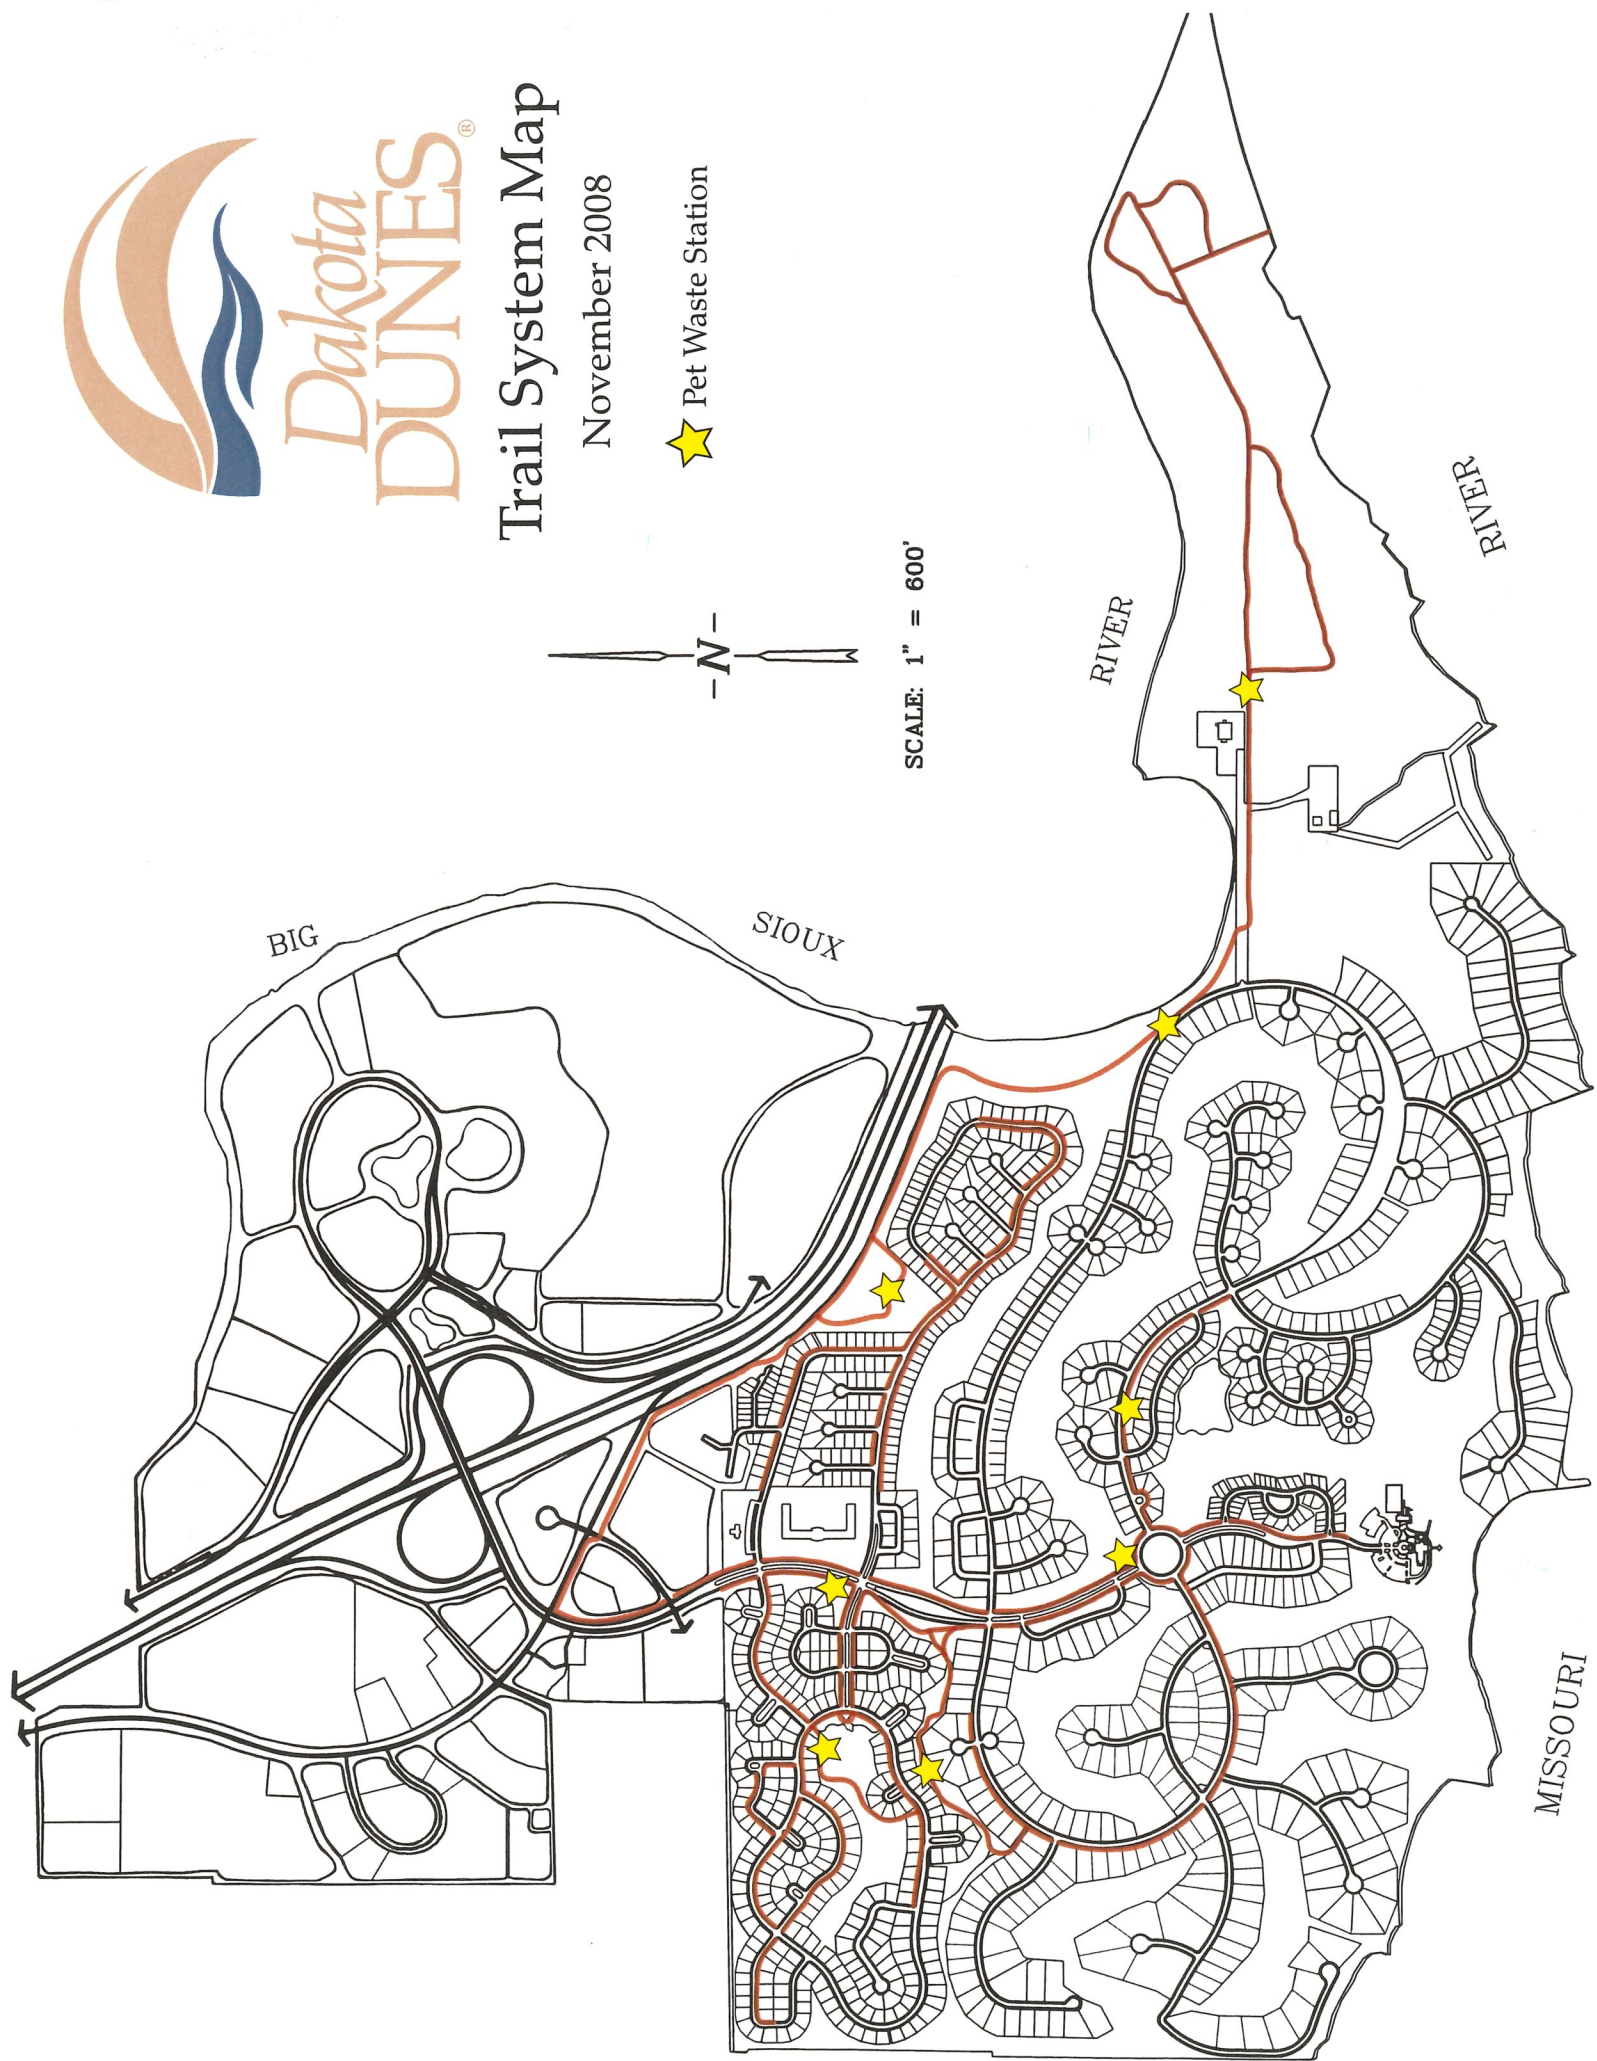 Dakota
DUNES®
Trail System Map
November 2008
Pet Waste Station
-N-
SCALE: 1" = 600'
BIG
SIOUX
RIVER
MISSOURI
RIVER